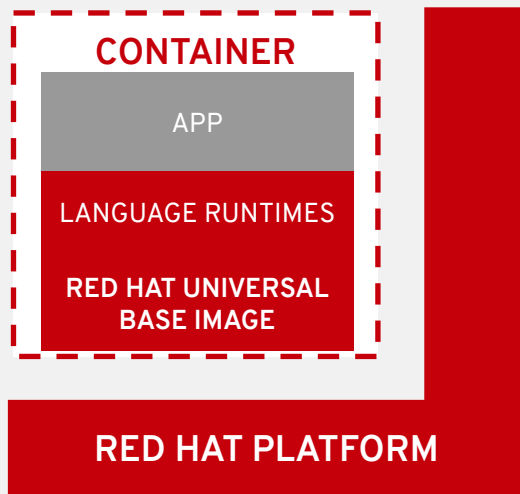 CONTAINER
APP
LANGUAGE RUNTIMES
RED HAT UNIVERSAL
BASE IMAGE
RED HAT PLATFORM